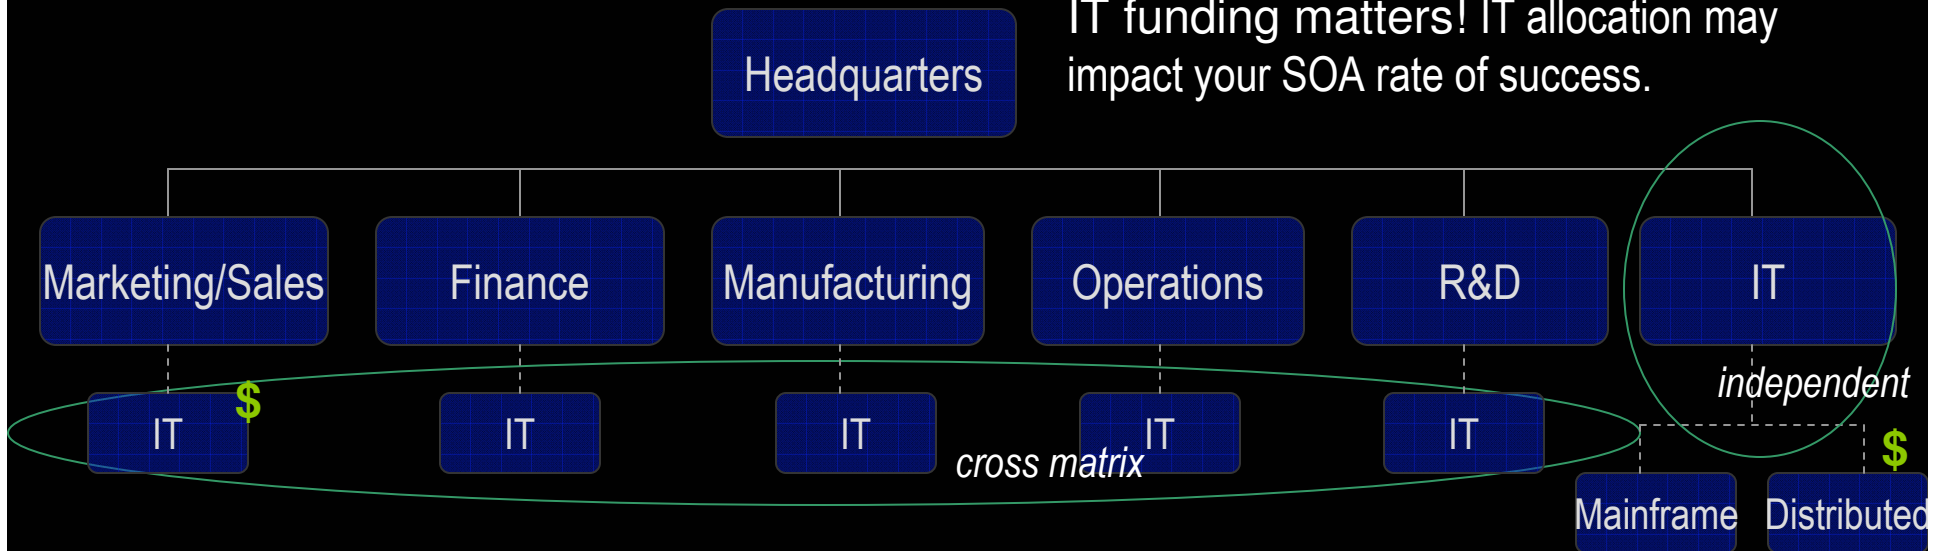 IT funding matters! IT allocation may
impact your SOA rate of success.
Headquarters
Marketing/Sales
Finance
Manufacturing
Operations
R&D
IT
independent
$
IT
IT
IT
IT
IT
cross matrix
$
Mainframe
Distributed